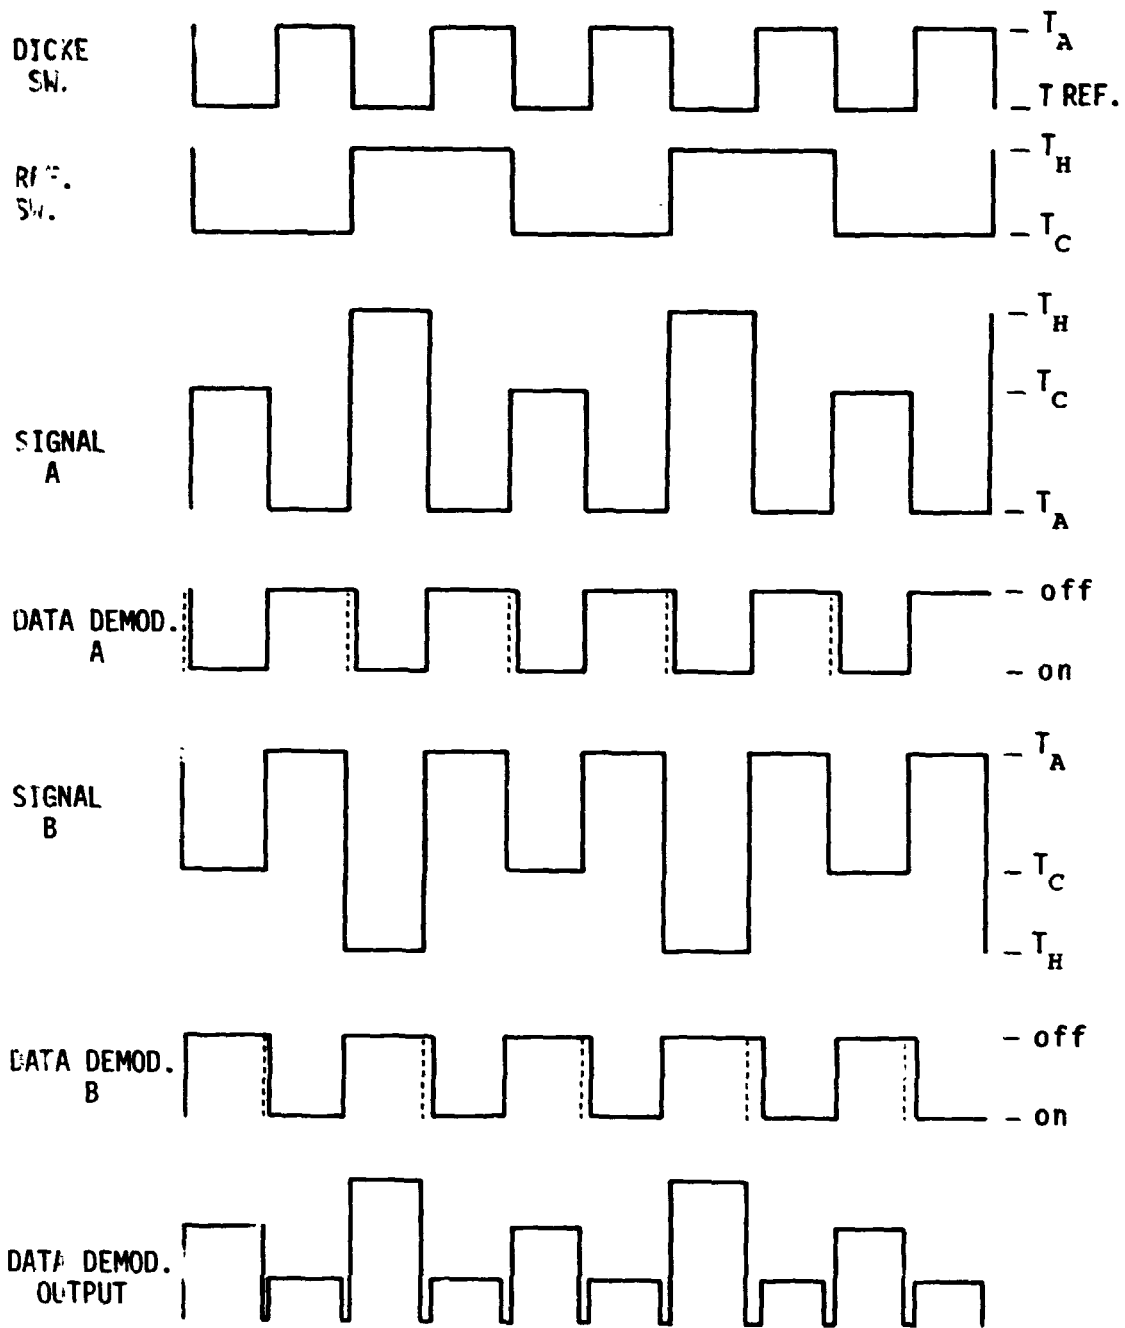 DICKE
SW.
T_A
T REF.
SW.
T_H
T_C
SIGNAL
A
T_H
T_C
T_A
DATA DEMOD.
A
off
on
SIGNAL
B
T_A
T_C
T_H
DATA DEMOD.
B
off
on
DATA DEMOD.
OUTPUT